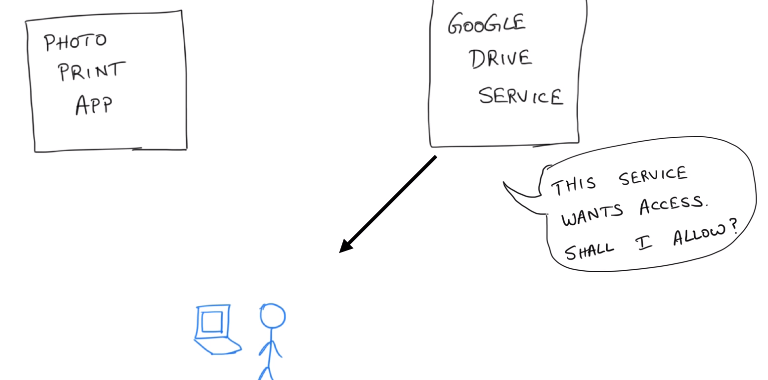 PHOTO
PRINT
APP
GOOGLE
DRIVE
SERVICE
THIS SERVICE
WANTS ACCESS.
SHALL I ALLOW?